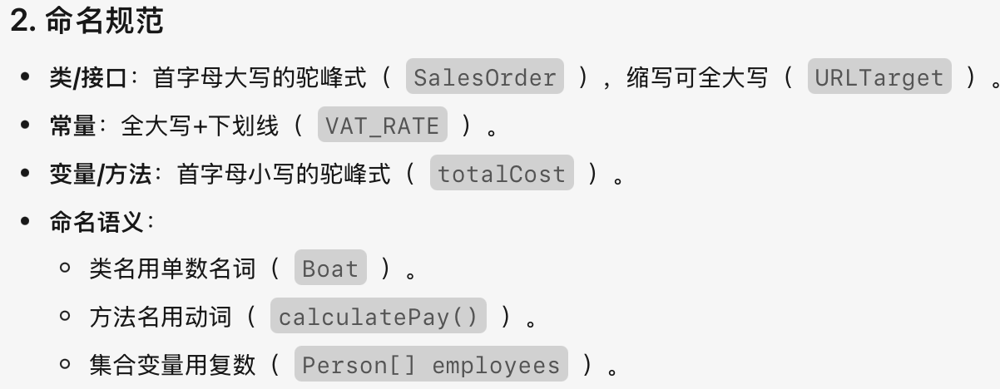 2. 命名规范
• 类/接口：首字母大写的驼峰式（ SalesOrder ），缩写可全大写（ URLTarget ）。
• 常量：全大写+下划线（ VAT_RATE ）。
• 变量/方法：首字母小写的驼峰式（ totalCost ）。
• 命名语义：
◦ 类名用单数名词（ Boat ）。
◦ 方法名用动词（ calculatePay() ）。
◦ 集合变量用复数（ Person[] employees ）。